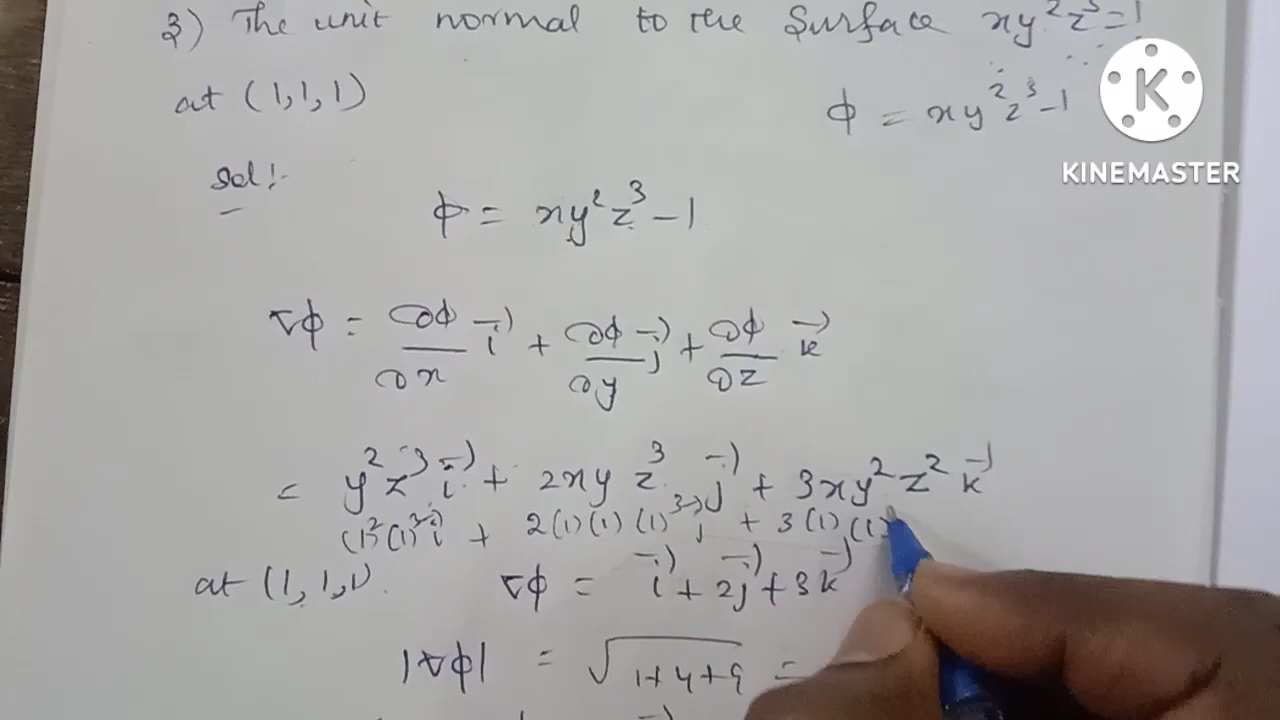 3) The unit normal to the Surface xy²z³=1
at (1,1,1)
φ = xy²z³-1
K
KINEMASTER
Sol:-
φ = xy²z³-1
∇φ = ∂φ/∂x i⃗ + ∂φ/∂y j⃗ + ∂φ/∂z k⃗
= y²z³ i⃗ + 2xyz³ j⃗ + 3xy²z² k⃗
(1)²(1)³ i⃗ + 2(1)(1)(1)³ j⃗ + 3(1)(1)
at (1,1,1). ∇φ = i⃗ + 2j⃗ + 3k⃗
|∇φ| = √1+4+9 =